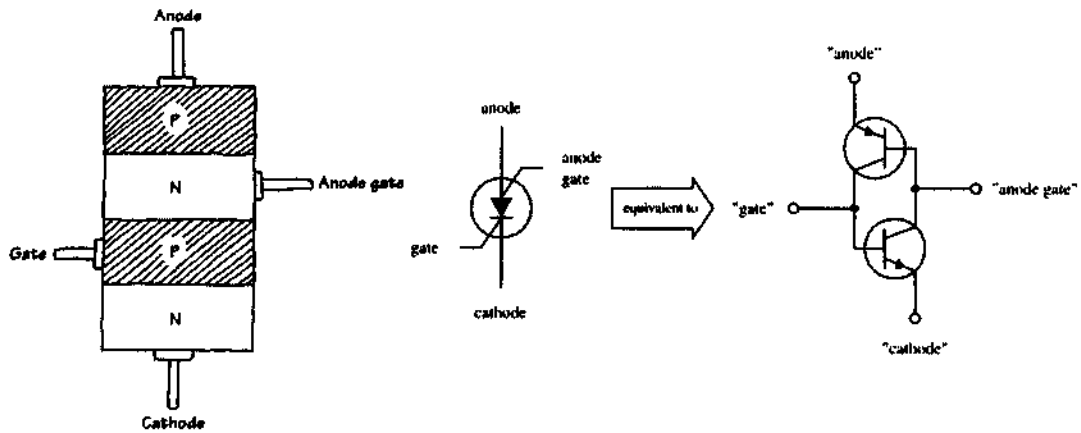 Anode
P
N
Anode gate
P
Gate
N
Cathode
anode
anode
gate
gate
cathode
equivalent to
"anode"
"gate"
"anode gate"
"cathode"